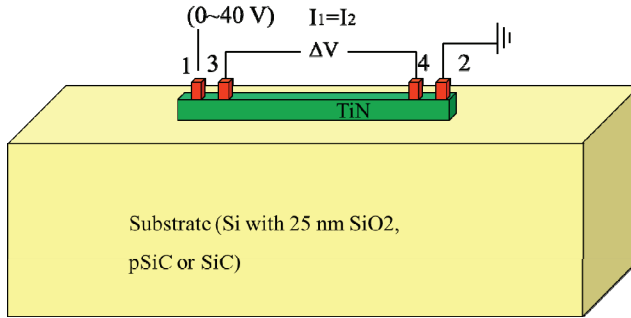 (0~40 V) I1=I2
ΔV
1 3 4 2
TiN
Substrate (Si with 25 nm SiO2,
pSiC or SiC)